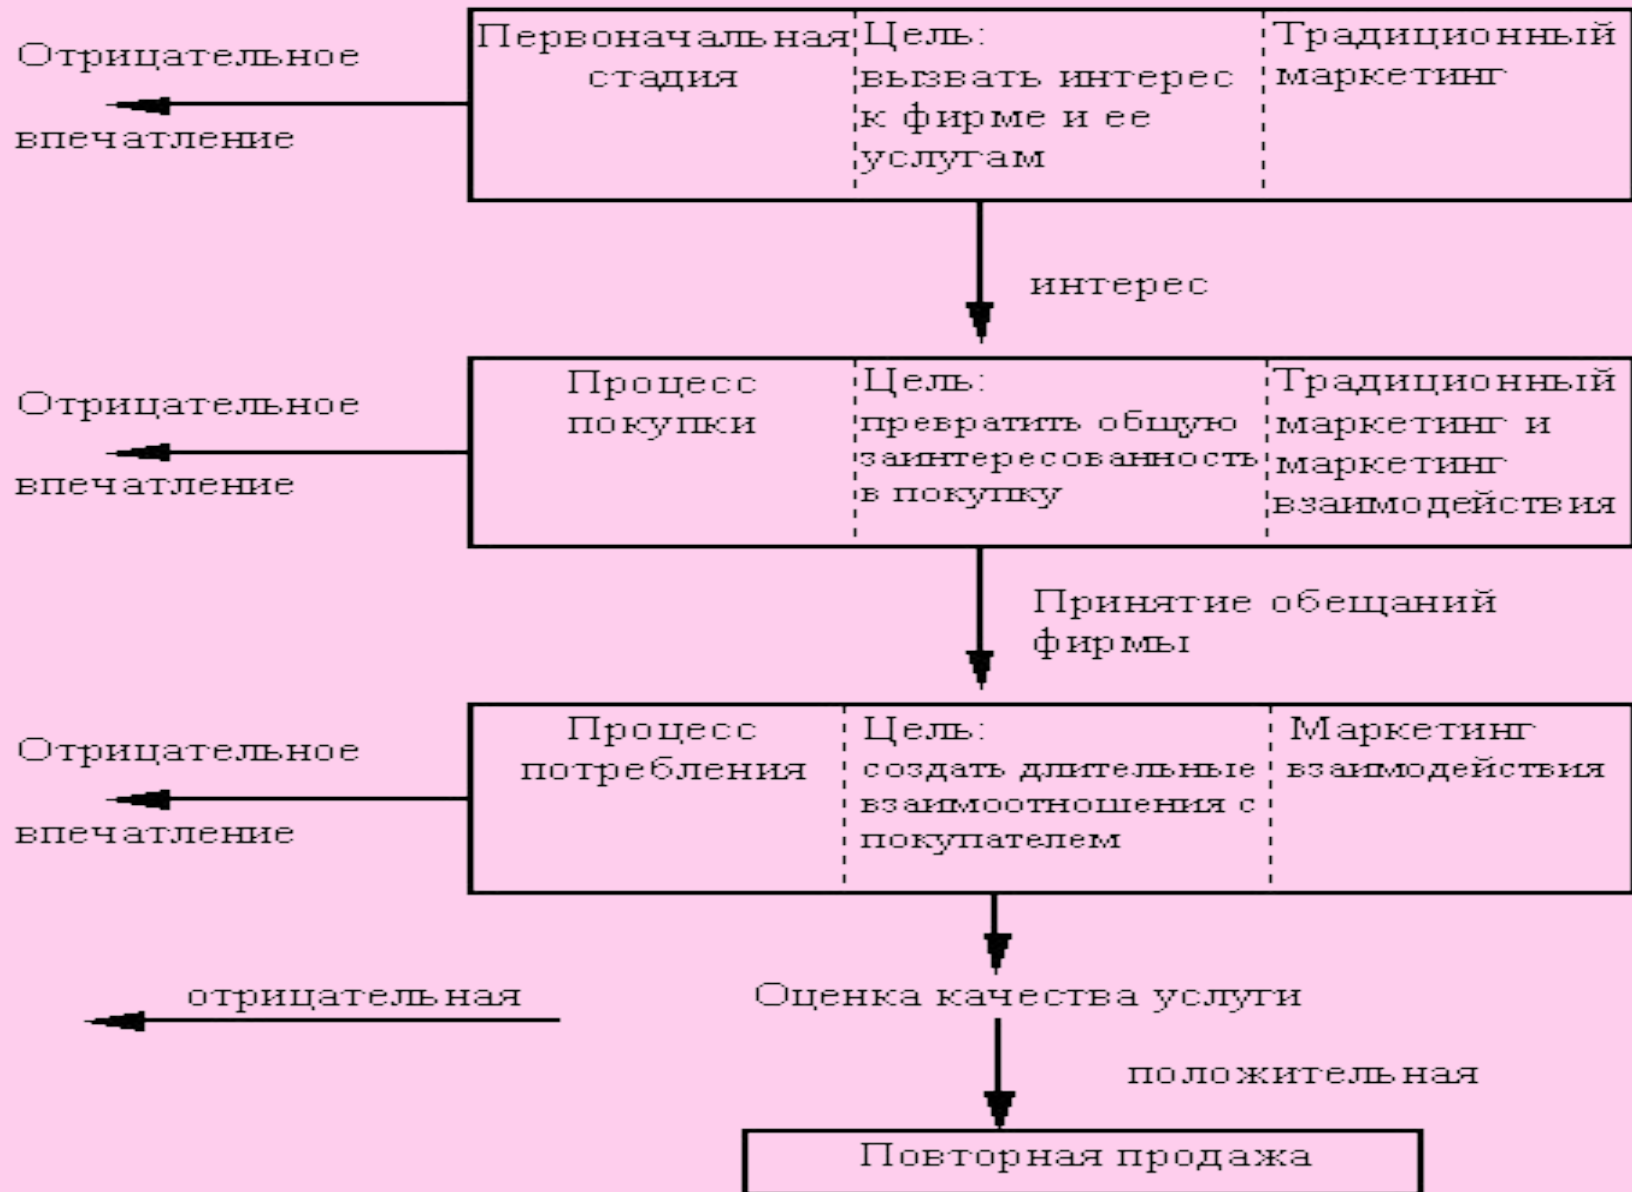 Отрицательное
впечатление
Первоначальная
стадия
Цель:
вызвать интерес
к фирме и ее
услугам
Традиционный
маркетинг
интерес
Отрицательное
впечатление
Процесс
покупки
Цель:
превратить общую
заинтересованность
в покупку
Традиционный
маркетинг и
маркетинг
взаимодействия
Принятие обещаний
фирмы
Отрицательное
впечатление
Процесс
потребления
Цель:
создать длительные
взаимоотношения с
покупателем
Маркетинг
взаимодействия
отрицательная
Оценка качества услуги
положительная
Повторная продажа